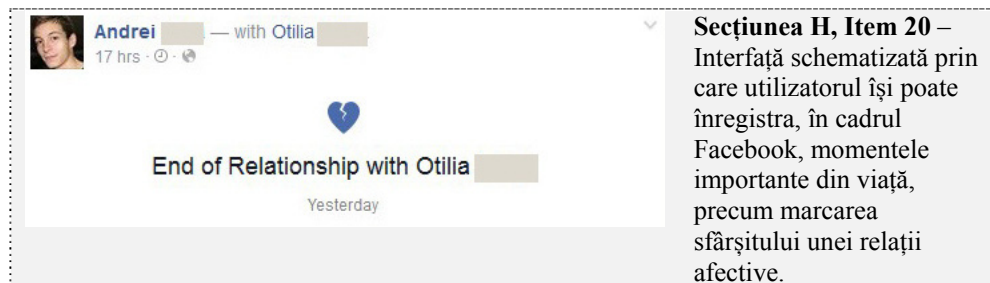 Andrei — with Otilia
17 hrs ·
End of Relationship with Otilia
Yesterday
Secțiunea H, Item 20 –
Interfață schematizată prin
care utilizatorul își poate
înregistra, în cadrul
Facebook, momentele
importante din viață,
precum marcarea
sfârșitului unei relații
afective.